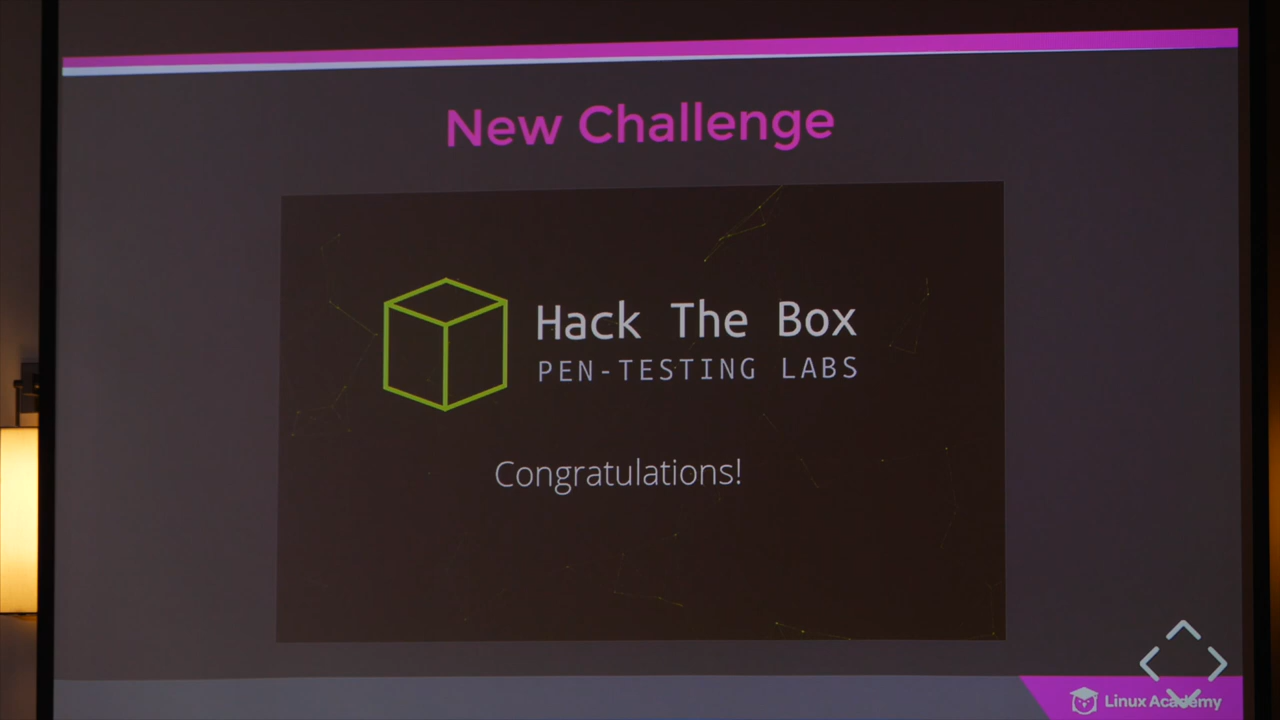 New Challenge
Hack The Box
PEN-TESTING LABS
Congratulations!
Linux Academy